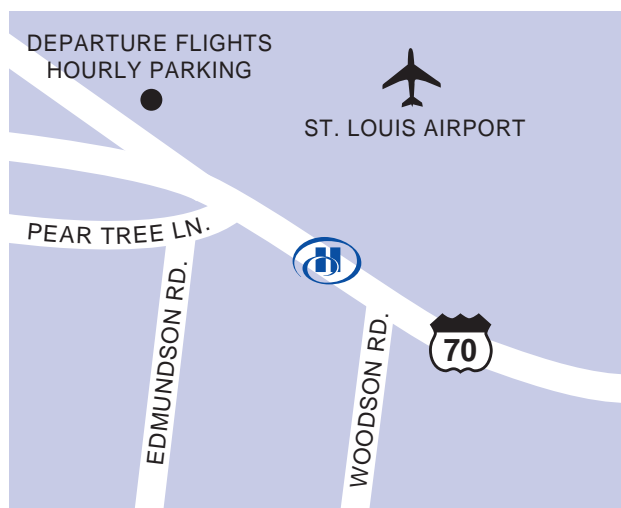 DEPARTURE FLIGHTS
HOURLY PARKING
ST. LOUIS AIRPORT
PEAR TREE LN.
H
EDMUNDSON RD.
WOODSON RD.
70